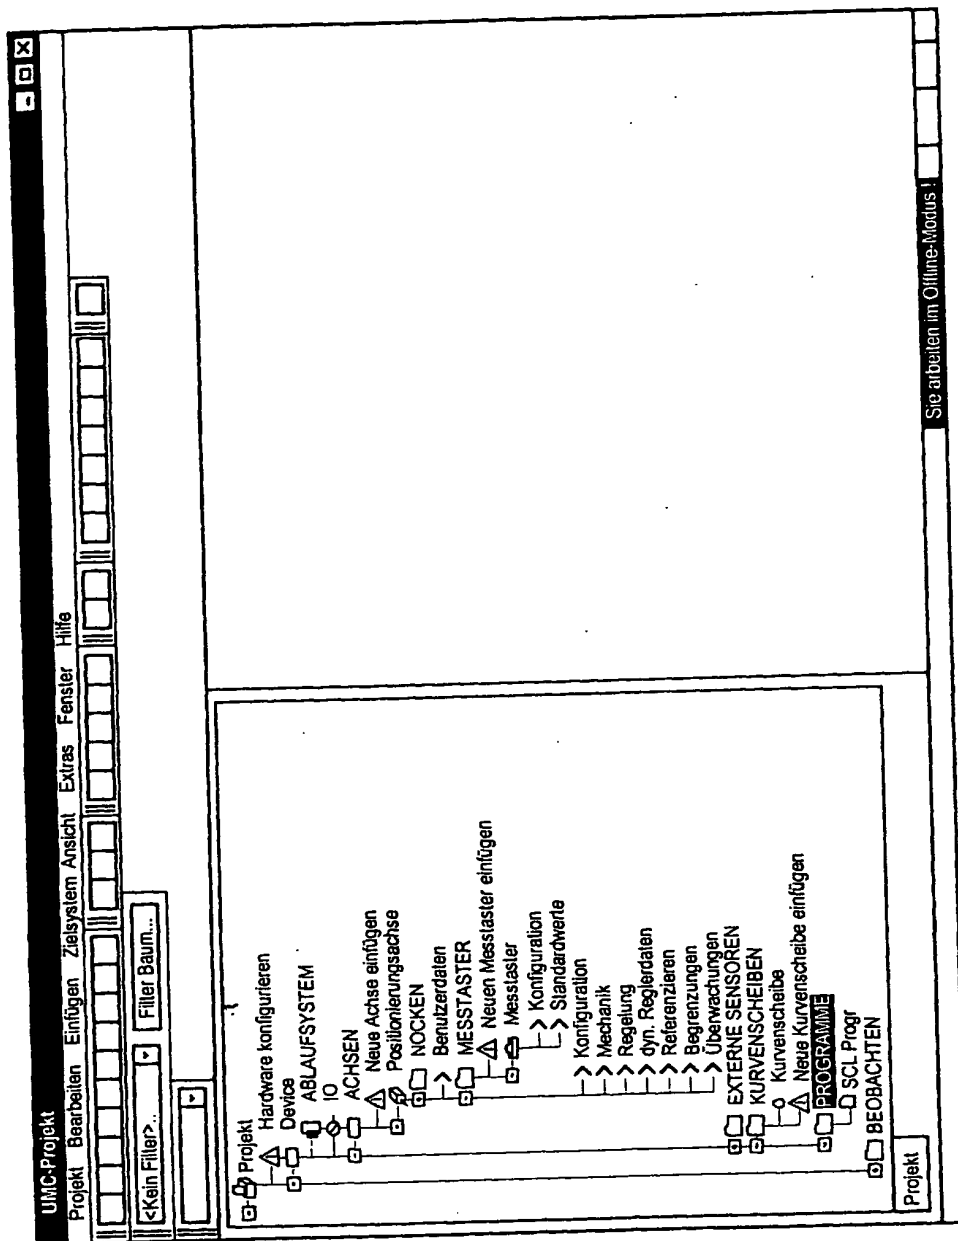 UMC-Projekt
Projekt Bearbeiten Einfügen Zielsystem Ansicht Extras Fenster Hilfe
<Kein Filter>... Filter Baum...
Projekt
Hardware konfigurieren
Device
ABLAUFSYSTEM
IO
ACHSEN
Neue Achse einfügen
Positionierungsachse
NOCKEN
Benutzerdaten
MESSTASTER
Neuen Messtaster einfügen
Messtaster
Konfiguration
Standardwerte
Konfiguration
Mechanik
Regelung
dyn. Reglerdaten
Referenzieren
Begrenzungen
Überwachungen
EXTERNE SENSOREN
KURVENSCHEIBEN
Kurvenscheibe
Neue Kurvenscheibe einfügen
PROGRAMME
SCL Progr
BEOBACHTEN
Projekt
Sie arbeiten im Offline-Modus !